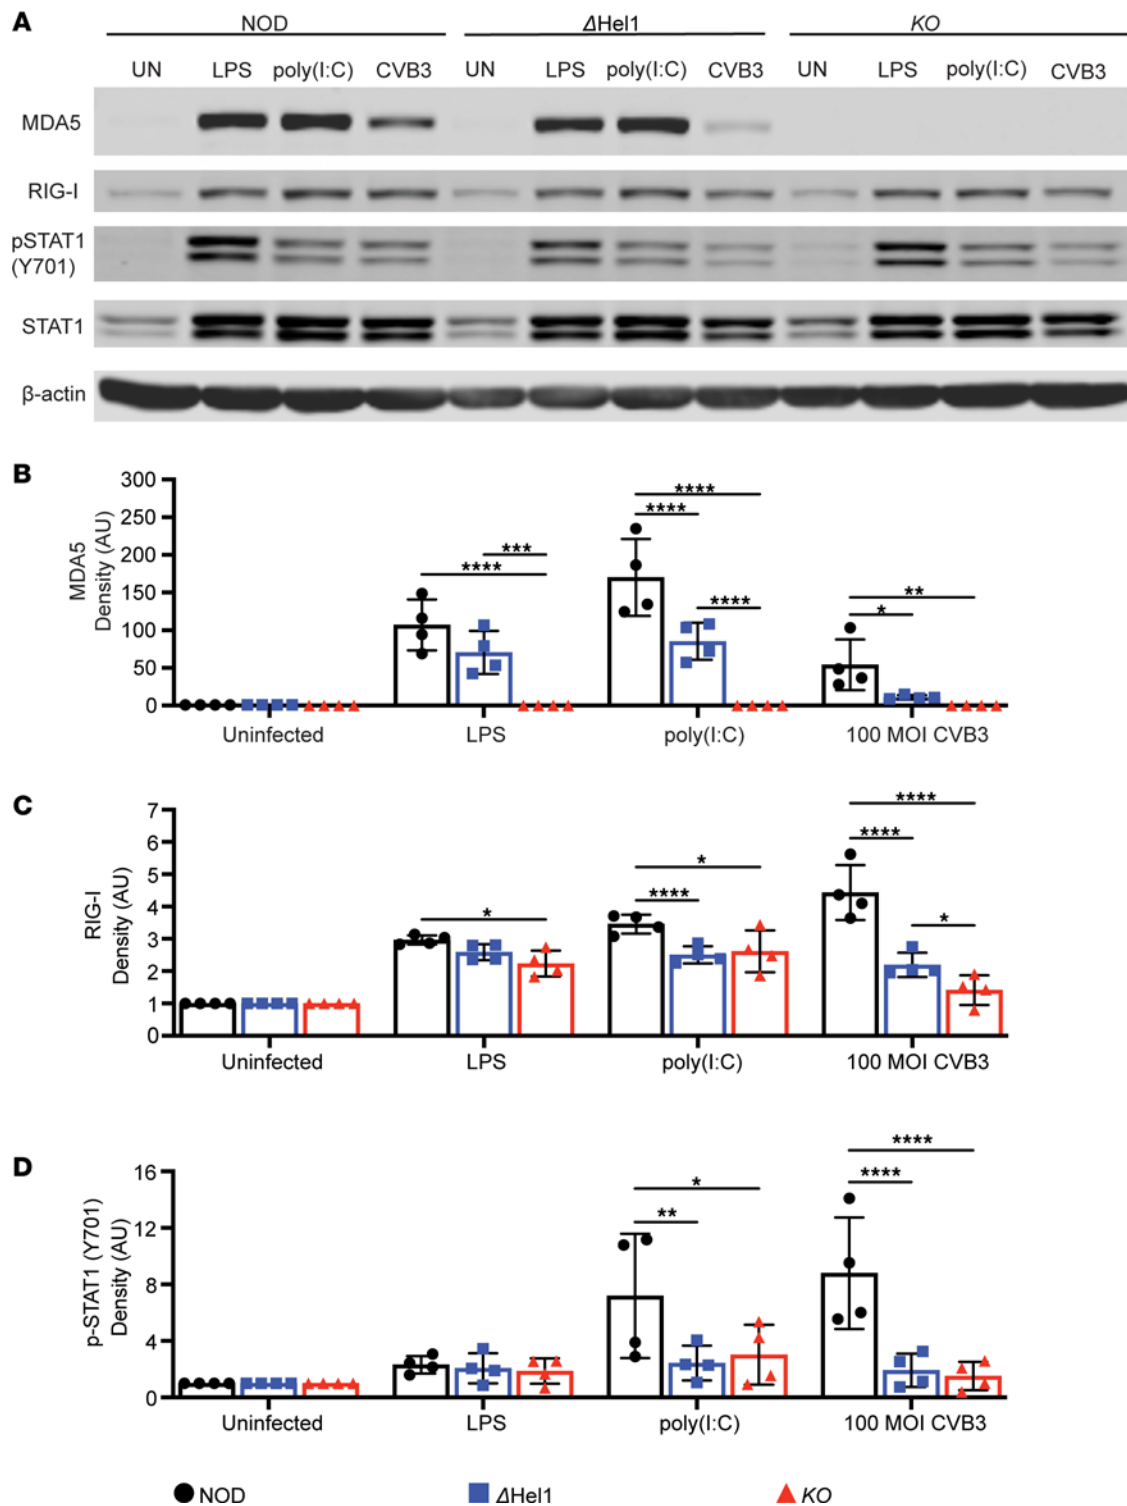 A
NOD ΔHel1 KO
UN LPS poly(I:C) CVB3 UN LPS poly(I:C) CVB3 UN LPS poly(I:C) CVB3
MDA5
RIG-I
pSTAT1
(Y701)
STAT1
β-actin
B
MDA5
Density (AU)
300
250
200
150
100
50
0
*** **** **** **** **** ** *
Uninfected LPS poly(I:C) 100 MOI CVB3
C
RIG-I
Density (AU)
7
6
5
4
3
2
1
0
* * **** **** **** *
Uninfected LPS poly(I:C) 100 MOI CVB3
D
p-STAT1 (Y701)
Density (AU)
16
12
8
4
0
* ** **** ****
Uninfected LPS poly(I:C) 100 MOI CVB3
NOD ΔHel1 KO